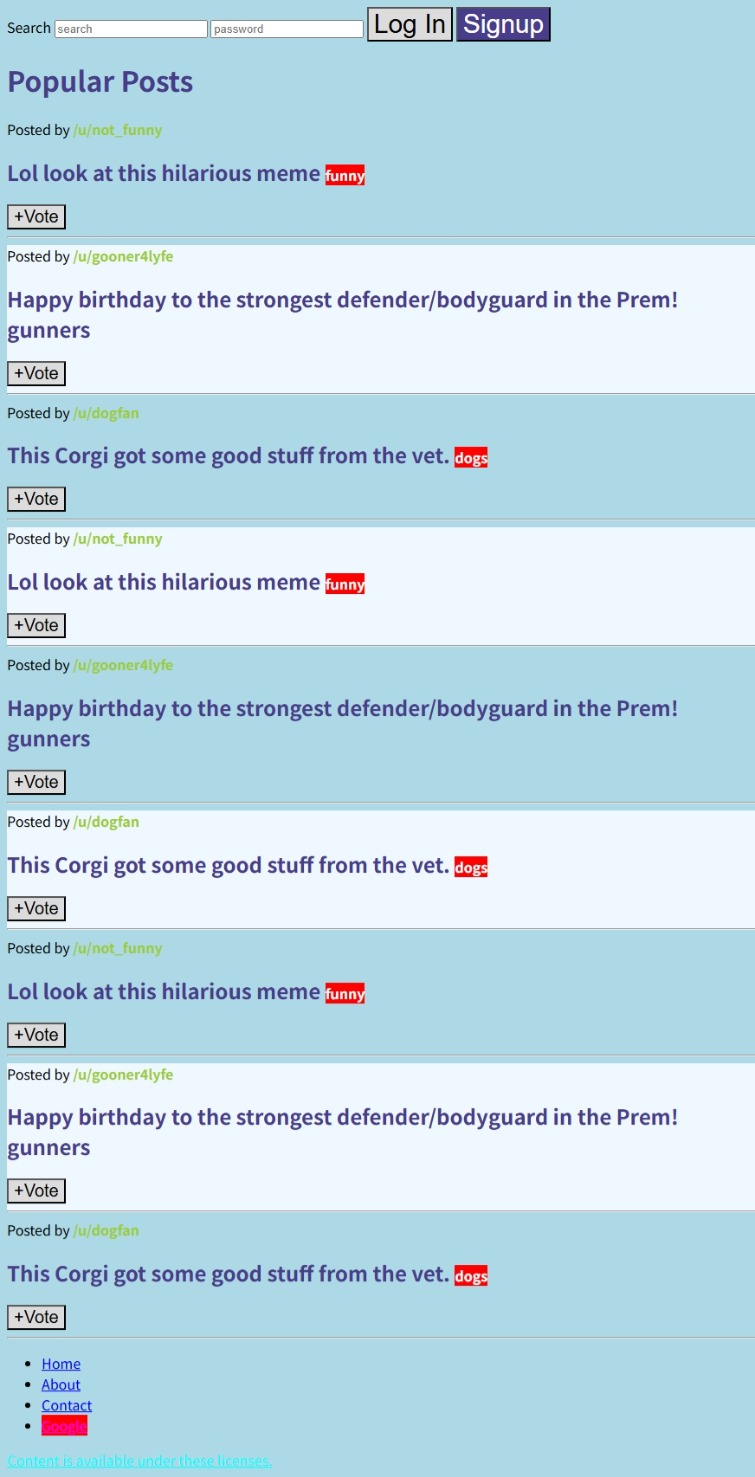 Search search password Log In Signup
Popular Posts
Posted by /u/not_funny
Lol look at this hilarious meme funny
+Vote
Posted by /u/gooner4lyfe
Happy birthday to the strongest defender/bodyguard in the Prem!
gunners
+Vote
Posted by /u/dogfan
This Corgi got some good stuff from the vet. dogs
+Vote
Posted by /u/not_funny
Lol look at this hilarious meme funny
+Vote
Posted by /u/gooner4lyfe
Happy birthday to the strongest defender/bodyguard in the Prem!
gunners
+Vote
Posted by /u/dogfan
This Corgi got some good stuff from the vet. dogs
+Vote
Posted by /u/not_funny
Lol look at this hilarious meme funny
+Vote
Posted by /u/gooner4lyfe
Happy birthday to the strongest defender/bodyguard in the Prem!
gunners
+Vote
Posted by /u/dogfan
This Corgi got some good stuff from the vet. dogs
+Vote
Home
About
Contact
Google
Content is available under these licenses.